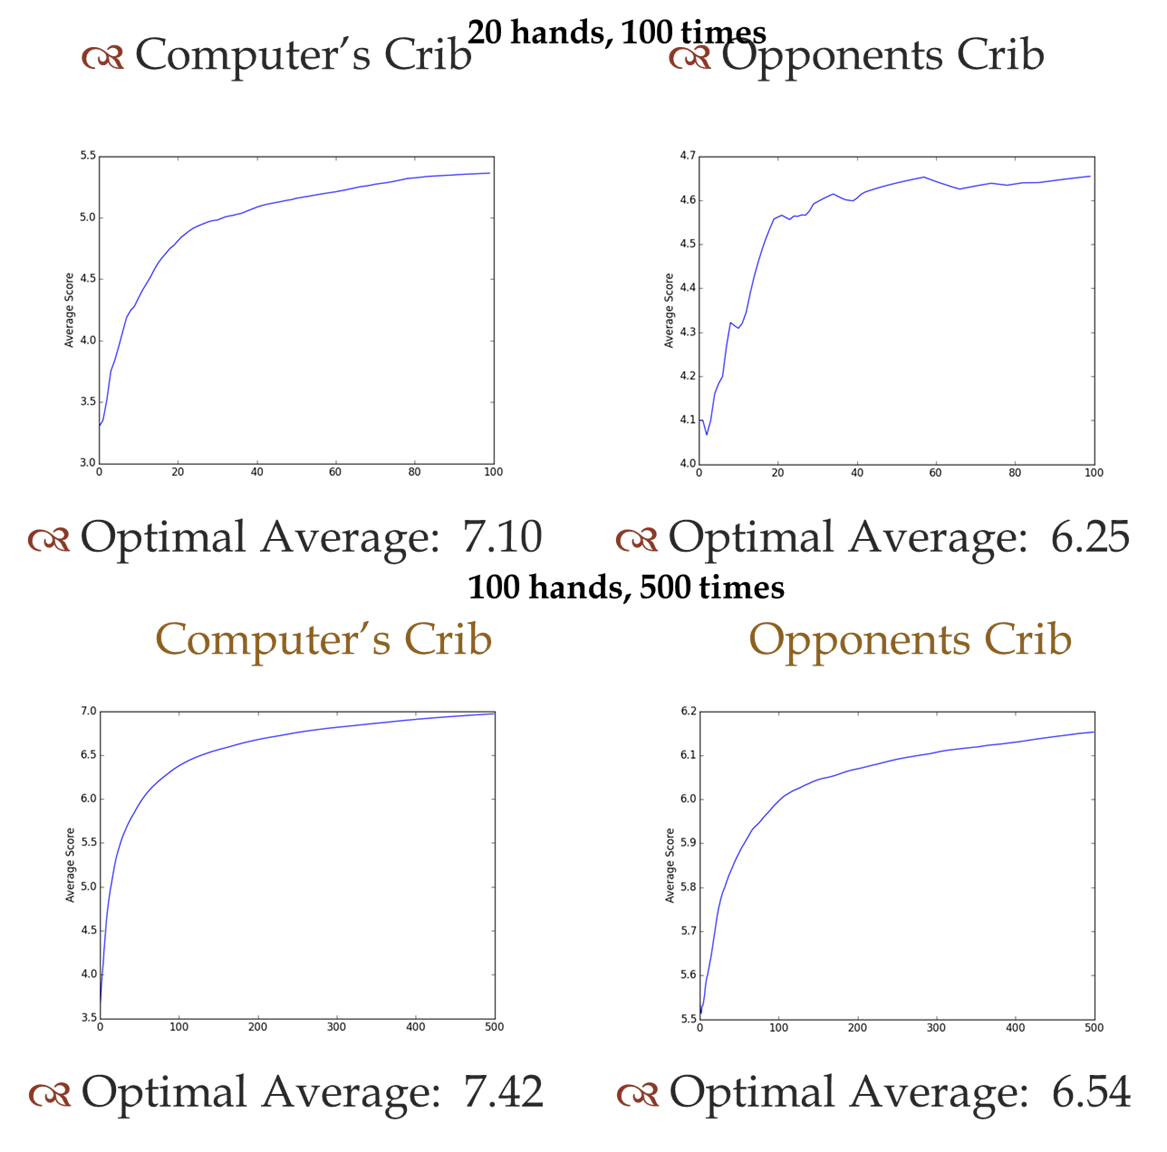 20 hands, 100 times
Computer’s Crib
Opponents Crib
5.5
5.0
4.5
4.0
3.5
3.0
Average Score
0 20 40 60 80 100
4.7
4.6
4.5
4.4
4.3
4.2
4.1
4.0
Average Score
0 20 40 60 80 100
Optimal Average: 7.10
Optimal Average: 6.25
100 hands, 500 times
Computer’s Crib
Opponents Crib
7.0
6.5
6.0
5.5
5.0
4.5
4.0
3.5
Average Score
0 100 200 300 400 500
6.2
6.1
6.0
5.9
5.8
5.7
5.6
5.5
Average Score
0 100 200 300 400 500
Optimal Average: 7.42
Optimal Average: 6.54